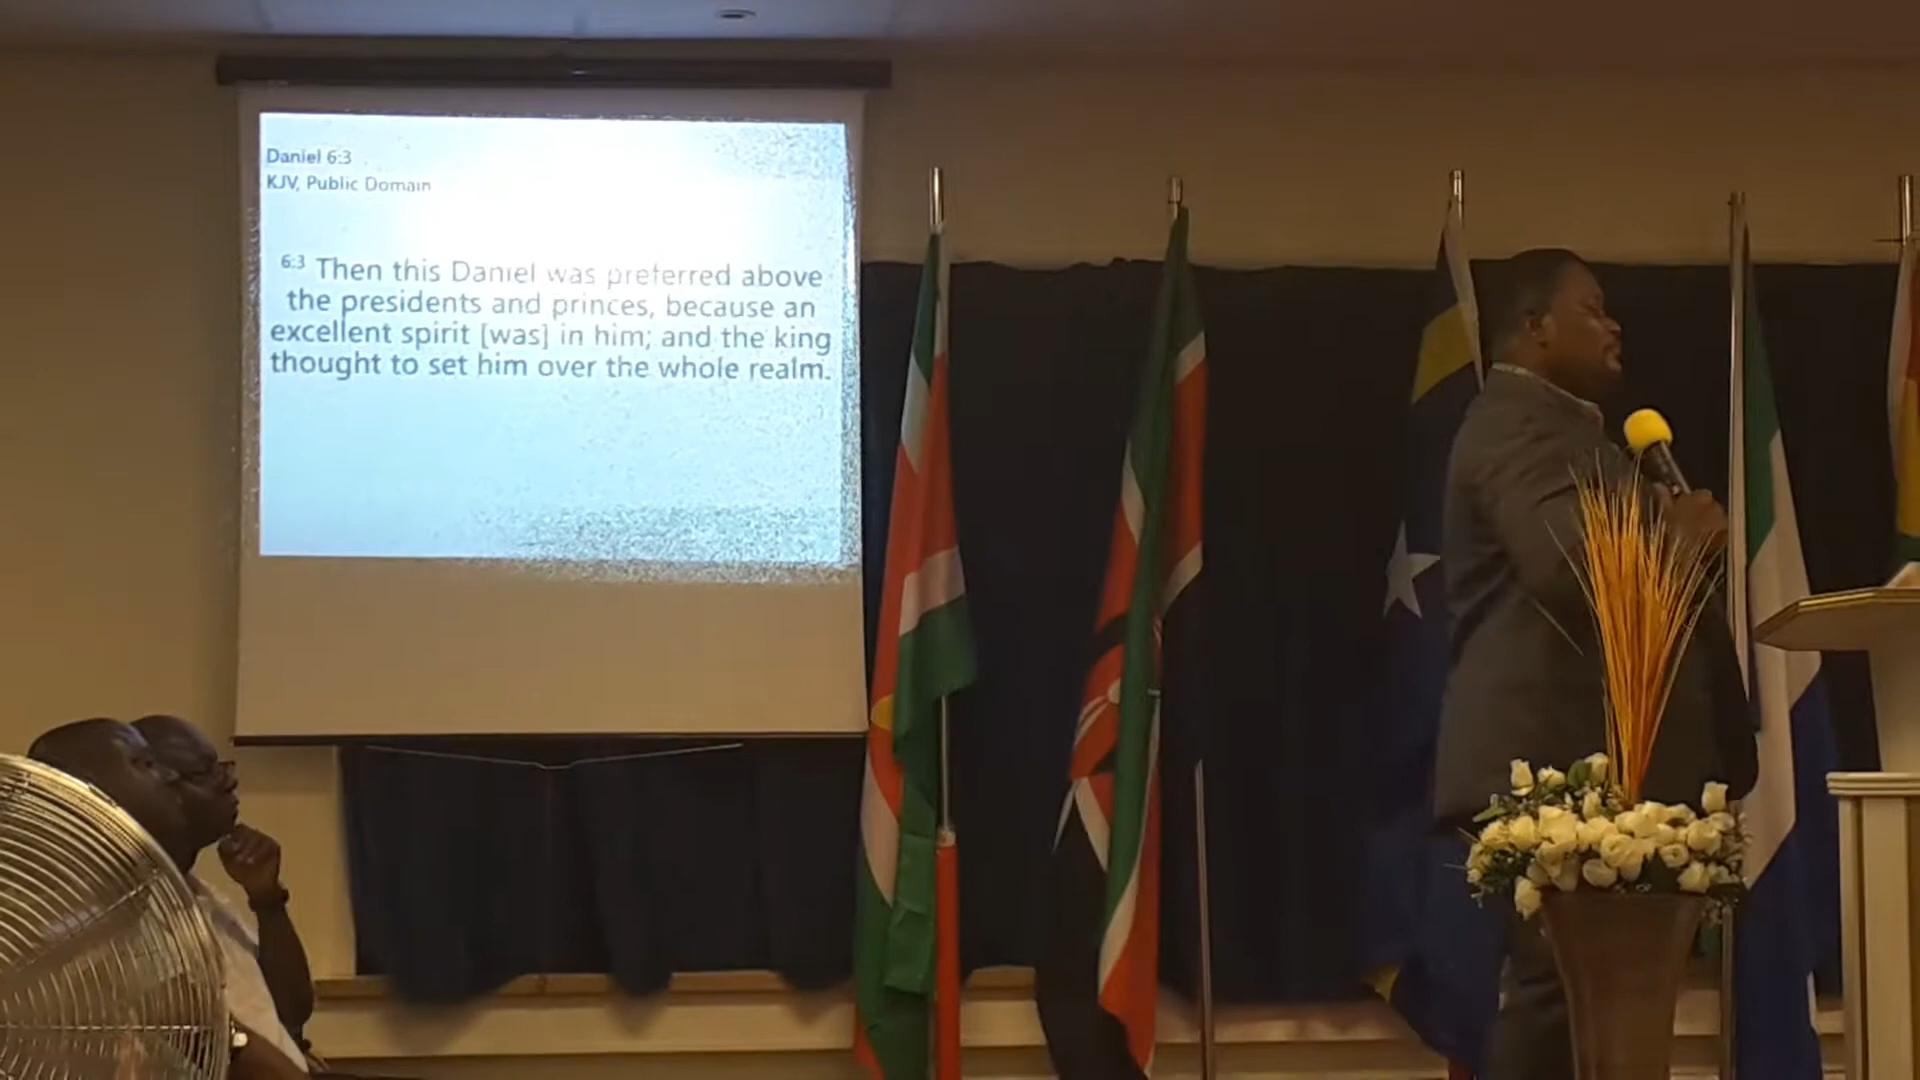 Daniel 6:3
KJV, Public Domain
6:3 Then this Daniel was preferred above
the presidents and princes, because an
excellent spirit [was] in him; and the king
thought to set him over the whole realm.